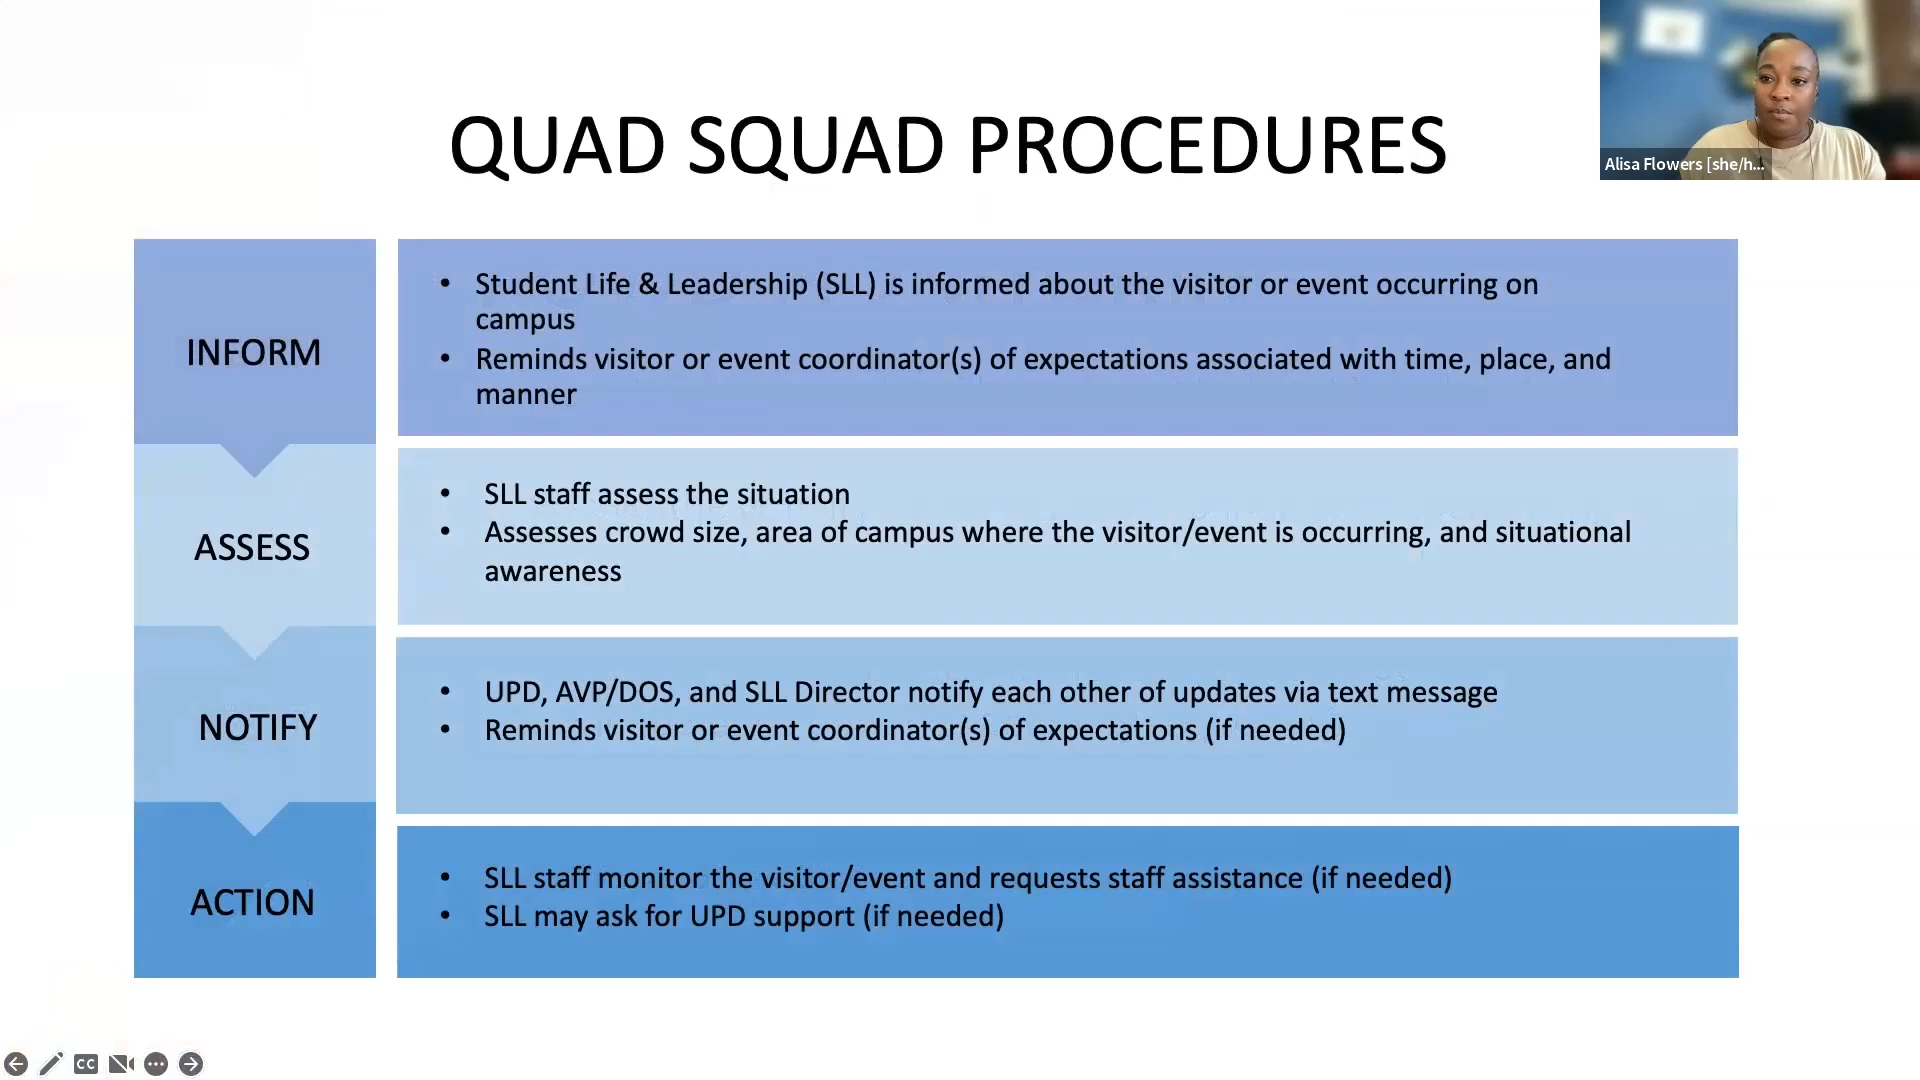 QUAD SQUAD PROCEDURES
Alisa Flowers [she/h...
INFORM
• Student Life & Leadership (SLL) is informed about the visitor or event occurring on
campus
• Reminds visitor or event coordinator(s) of expectations associated with time, place, and
manner
ASSESS
• SLL staff assess the situation
• Assesses crowd size, area of campus where the visitor/event is occurring, and situational
awareness
NOTIFY
• UPD, AVP/DOS, and SLL Director notify each other of updates via text message
• Reminds visitor or event coordinator(s) of expectations (if needed)
ACTION
• SLL staff monitor the visitor/event and requests staff assistance (if needed)
• SLL may ask for UPD support (if needed)
CC